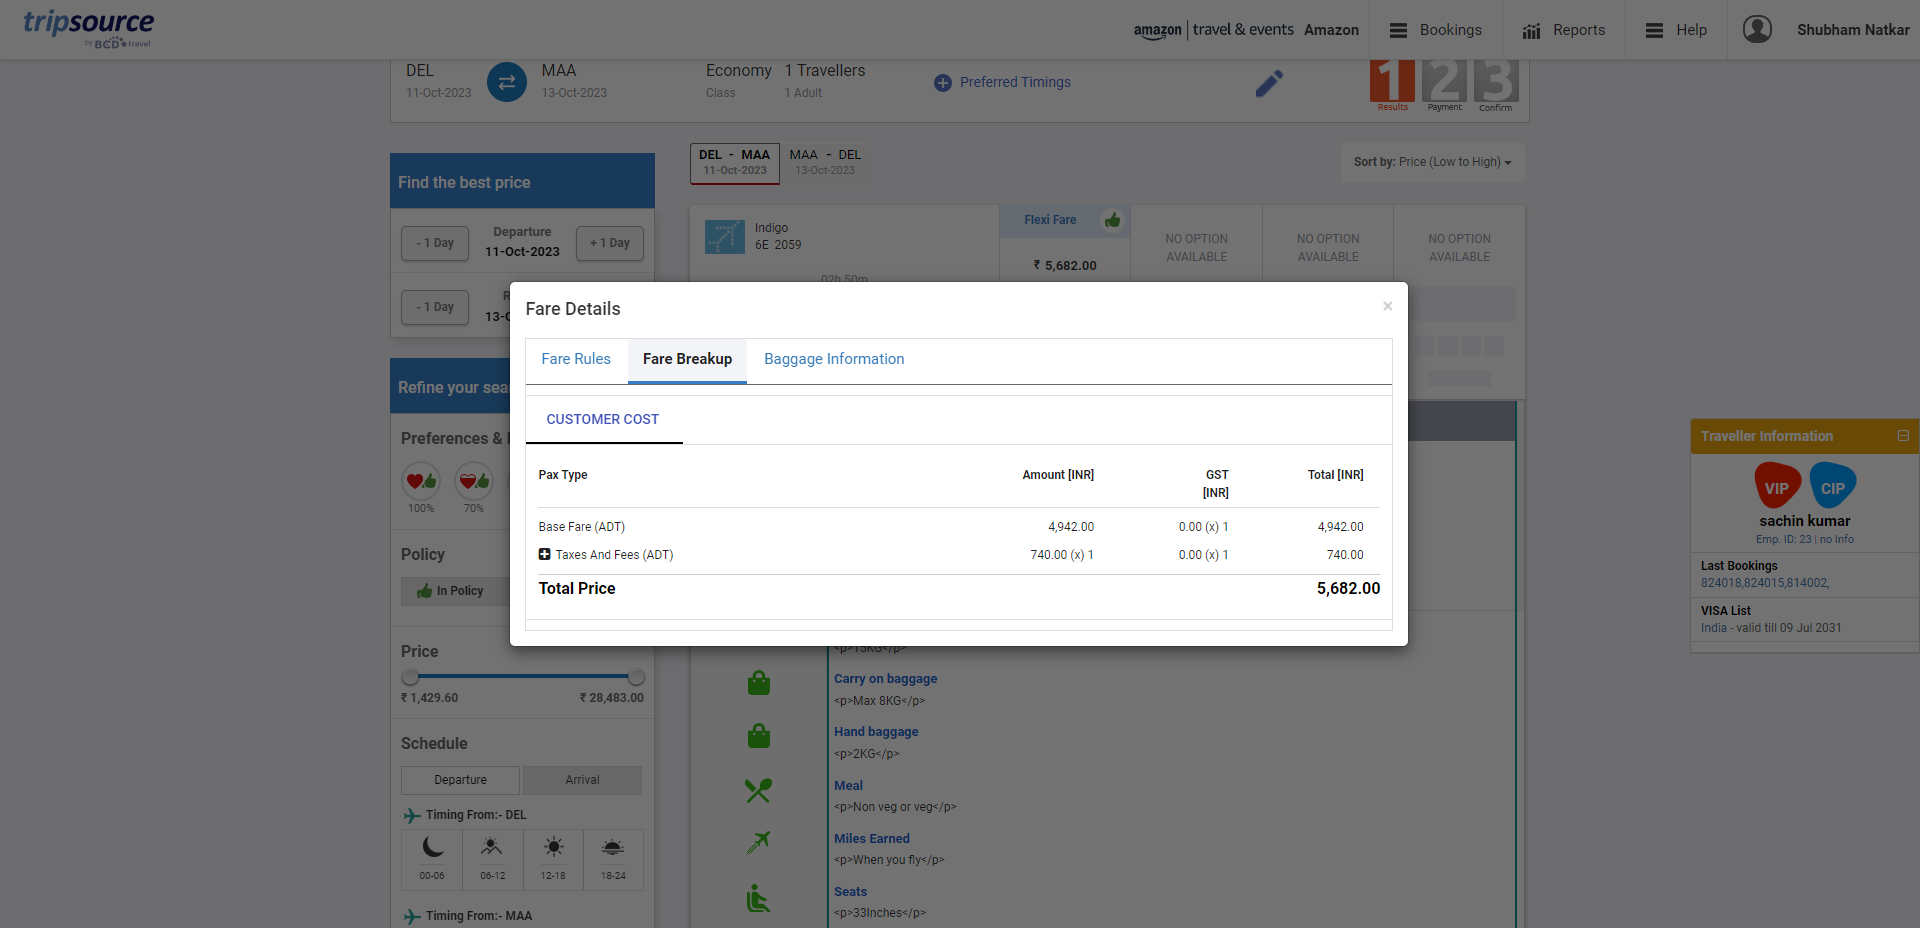 tripsource
by BCD travel
amazon | travel & events Amazon
Bookings
Reports
Help
Shubham Natkar
DEL
11-Oct-2023
MAA
13-Oct-2023
Economy
Class
1 Travellers
1 Adult
Preferred Timings
1 2 3
Results Payment Confirm
DEL - MAA
11-Oct-2023
MAA - DEL
13-Oct-2023
Sort by: Price (Low to High)
Find the best price
- 1 Day
Departure
11-Oct-2023
+ 1 Day
- 1 Day
R
13-O
Indigo
6E 2059
02h 50m
Flexi Fare
₹ 5,682.00
NO OPTION
AVAILABLE
NO OPTION
AVAILABLE
NO OPTION
AVAILABLE
Fare Details
×
Fare Rules
Fare Breakup
Baggage Information
CUSTOMER COST
Pax Type Amount [INR] GST
[INR] Total [INR]
Base Fare (ADT) 4,942.00 0.00 (x) 1 4,942.00
Taxes And Fees (ADT) 740.00 (x) 1 0.00 (x) 1 740.00
Total Price 5,682.00
Refine your sea
Preferences &
100%
70%
Policy
In Policy
Price
₹ 1,429.60 ₹ 28,483.00
Schedule
Departure Arrival
Timing From:- DEL
00-06 06-12 12-18 18-24
Timing From:- MAA
<p>15KG</p>
Carry on baggage
<p>Max 8KG</p>
Hand baggage
<p>2KG</p>
Meal
<p>Non veg or veg</p>
Miles Earned
<p>When you fly</p>
Seats
<p>33Inches</p>
Traveller Information
VIP CIP
sachin kumar
Emp. ID: 23 | no Info
Last Bookings
824018,824015,814002,
VISA List
India - valid till 09 Jul 2031